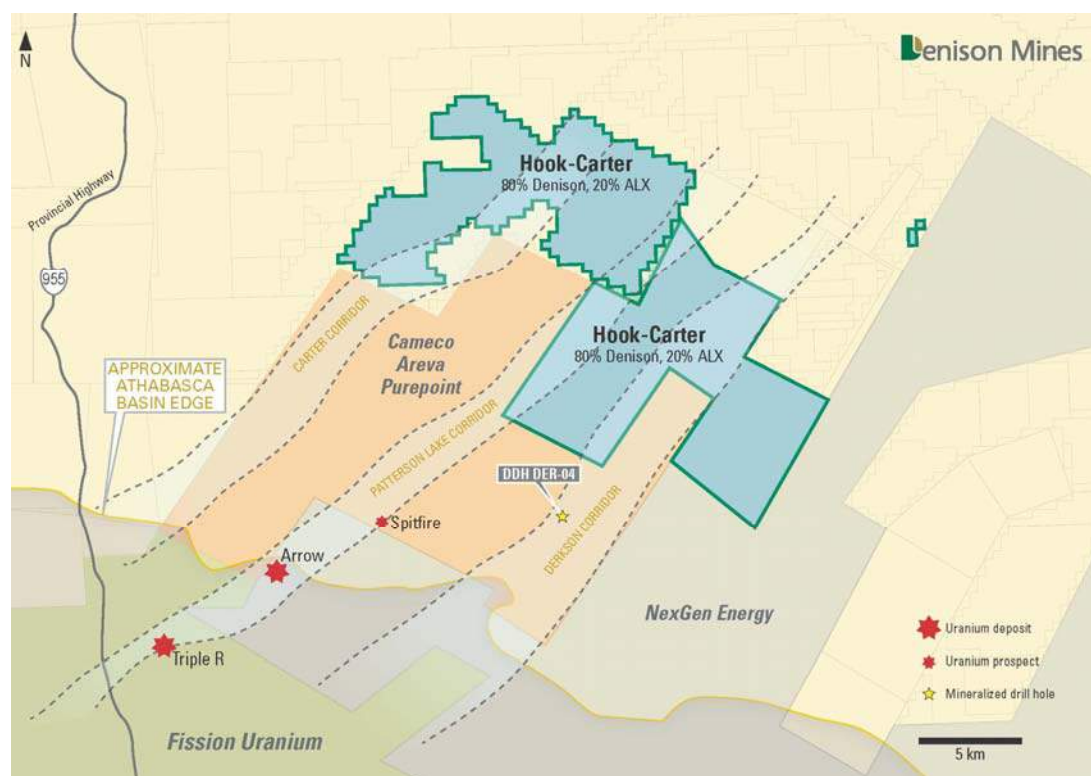 N
Denison Mines
Hook-Carter
80% Denison, 20% ALX
Provincial Highway
955
CARTER CORRIDOR
Cameco
Areva
Purepoint
Hook-Carter
80% Denison, 20% ALX
APPROXIMATE
ATHABASCA
BASIN EDGE
PATTERSON LAKE CORRIDOR
DDH DER-04
Spitfire
DERKSON CORRIDOR
Arrow
NexGen Energy
Triple R
Fission Uranium
Uranium deposit
Uranium prospect
Mineralized drill hole
5 km